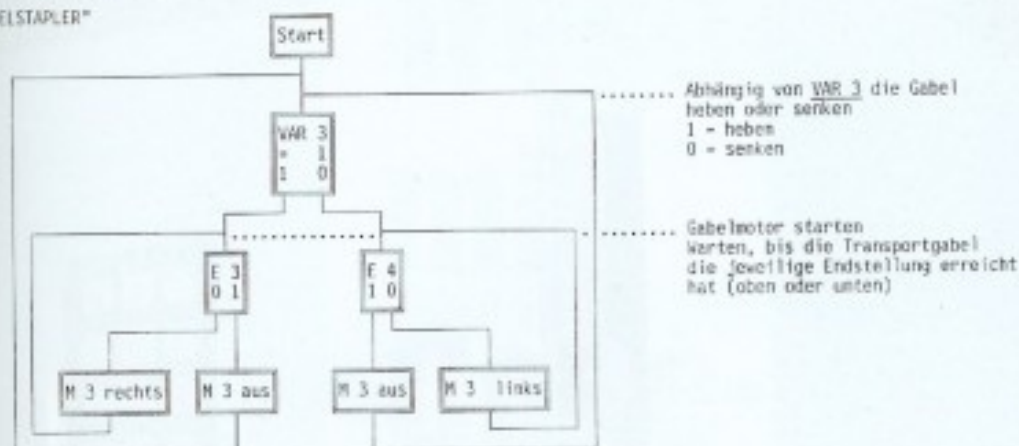 ELSTAPLER"
Start
Abhängig von VAR 3 die Gabel
heben oder senken
1 - heben
0 - senken
VAR 3
= 1
1 0
Gabelmotor starten
Warten, bis die Transportgabel
die jeweilige Endstellung erreicht
hat (oben oder unten)
E 3
0 1
E 4
1 0
M 3 rechts
M 3 aus
M 3 aus
M 3 links